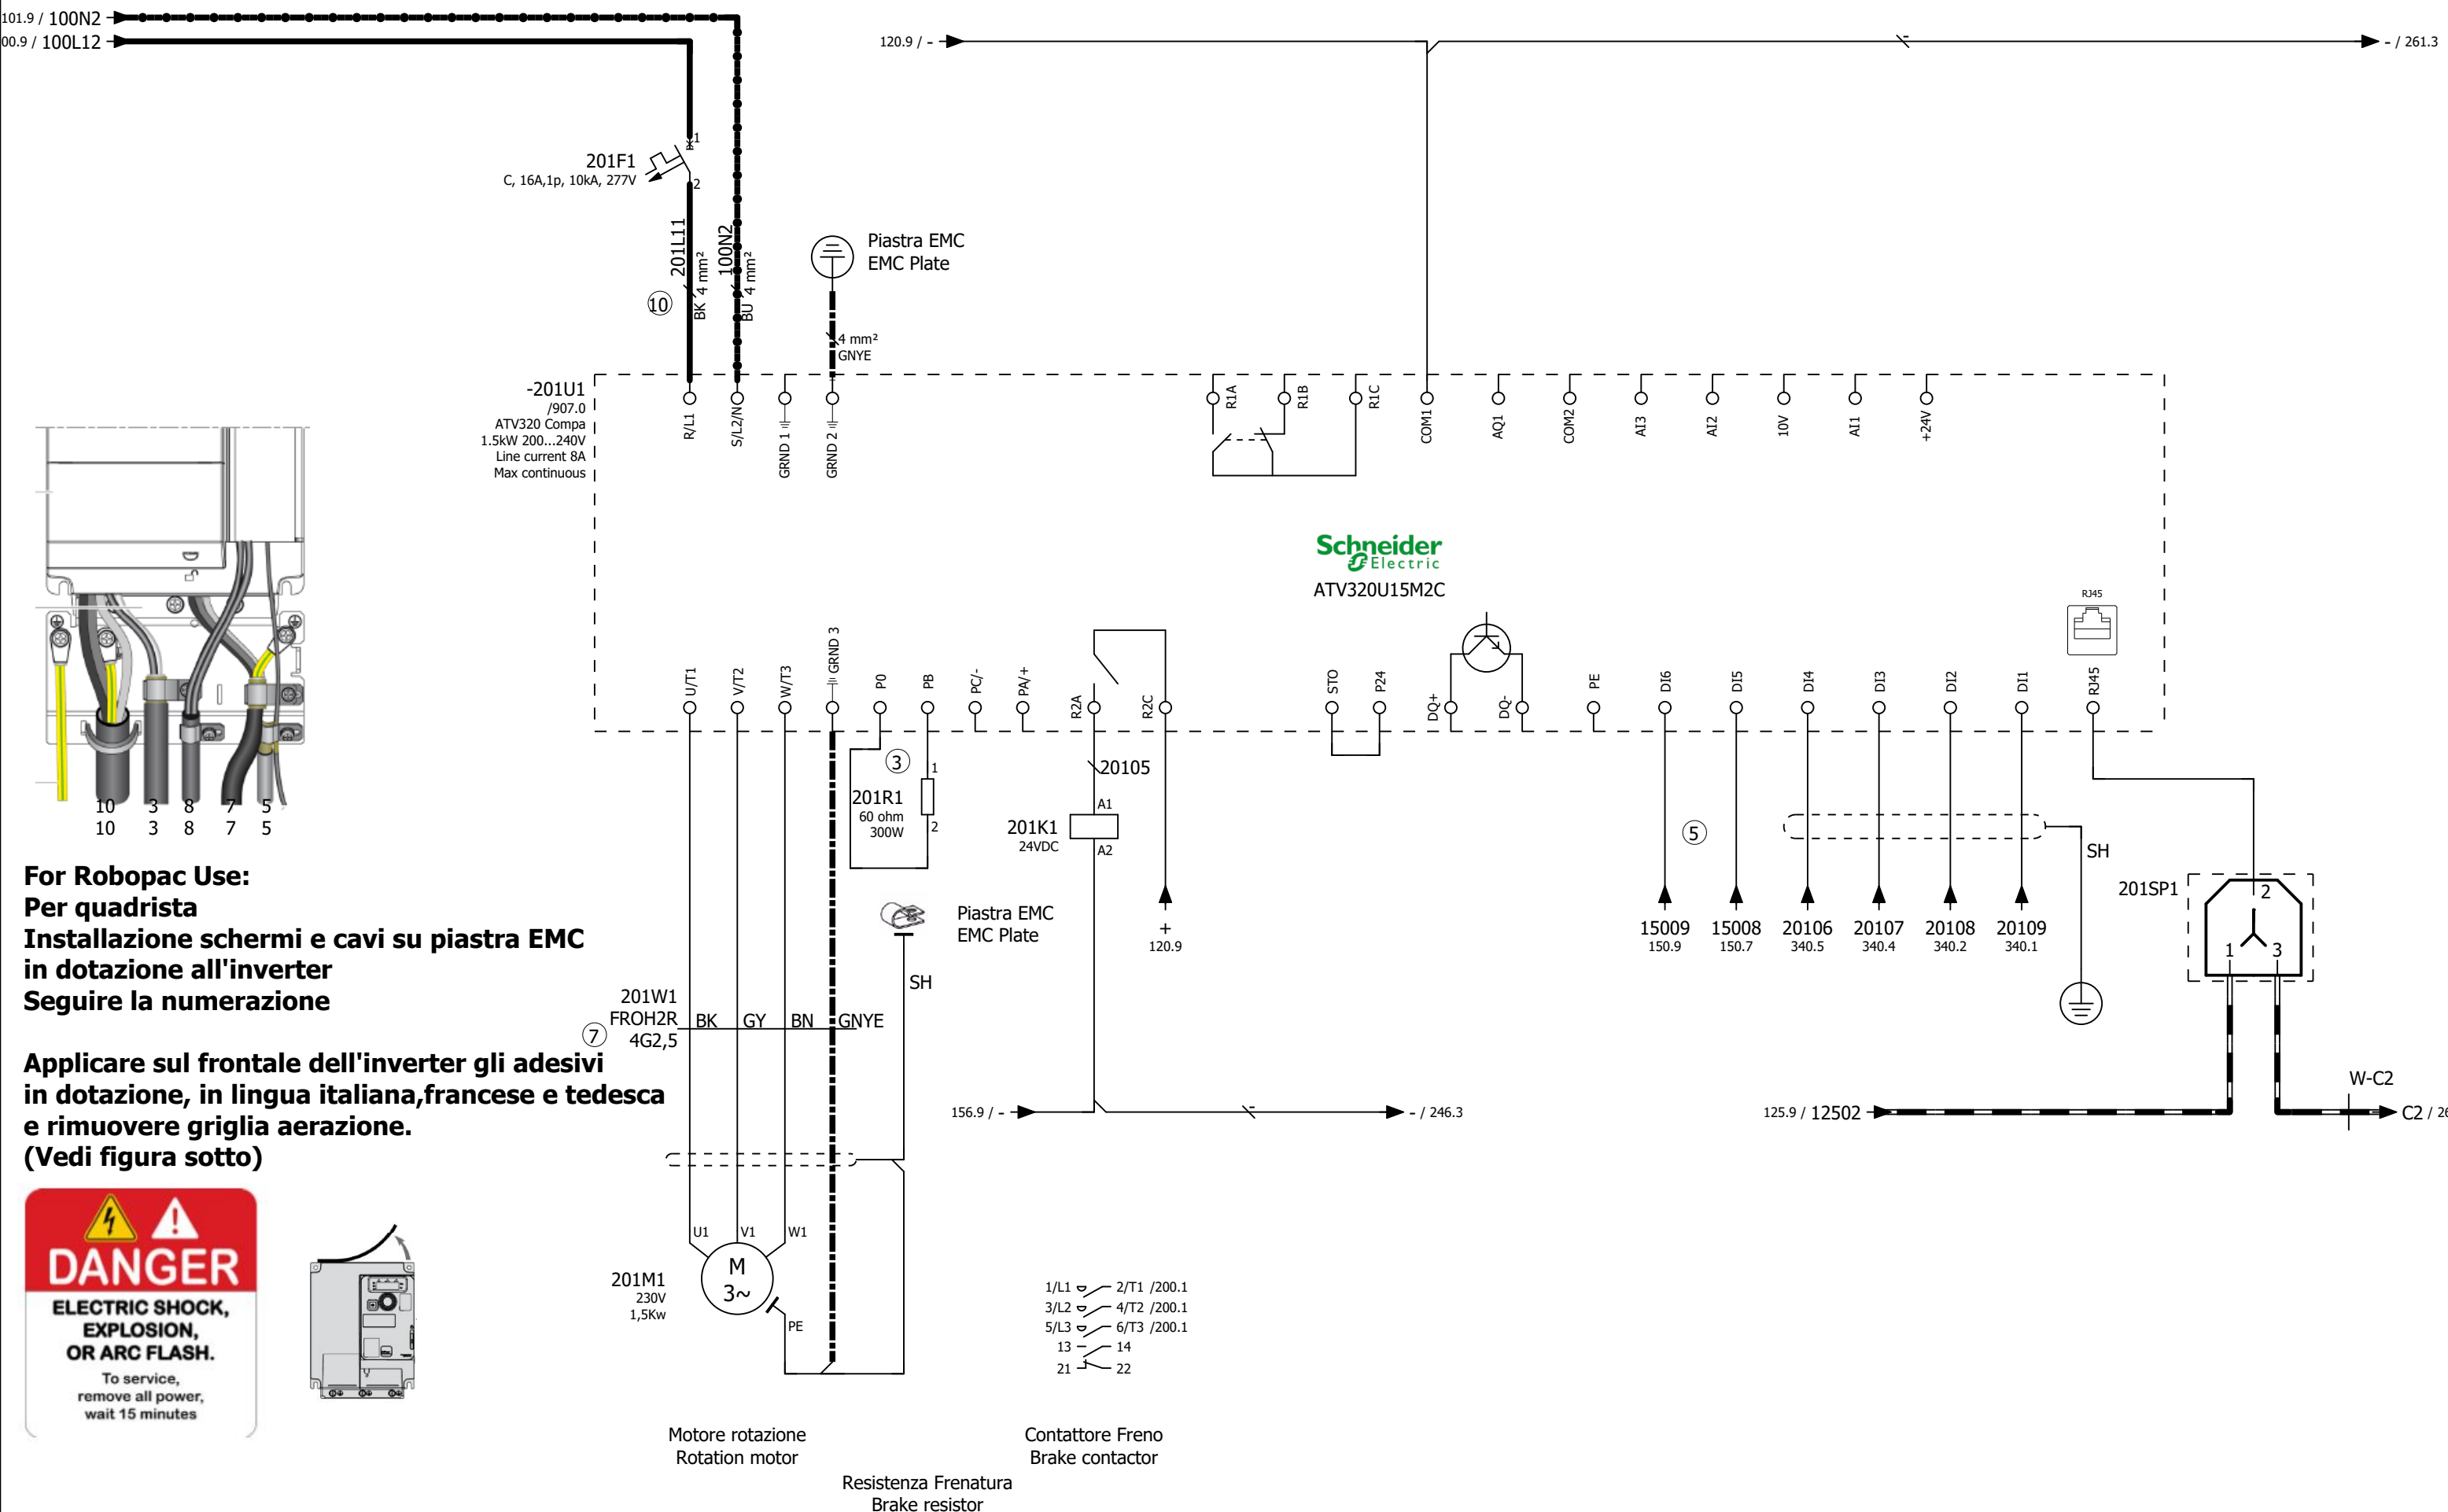 101.9 / 100N2
00.9 / 100L12
120.9 / -
-
- / 261.3
1
201F1
C, 16A,1p, 10kA, 277V
2
201L11
BK 4 mm²
100N2
BU 4 mm²
10
Piastra EMC
EMC Plate
4 mm²
GNYE
-201U1
/907.0
ATV320 Compa
1.5kW 200...240V
Line current 8A
Max continuous
R/L1
S/L2/N
GRND 1
GRND 2
R1A
R1B
R1C
COM1
AQ1
COM2
AI3
AI2
10V
AI1
+24V
Schneider
Electric
ATV320U15M2C
RJ45
U/T1
V/T2
W/T3
GRND 3
P0
PB
PC/-
PA/+
R2A
R2C
STO
P24
DQ+
DQ-
PE
DI6
DI5
DI4
DI3
DI2
DI1
RJ45
3
1
201R1
60 ohm
300W
2
20105
A1
201K1
24VDC
A2
+
120.9
5
SH
15009
150.9
15008
150.7
20106
340.5
20107
340.4
20108
340.2
20109
340.1
201SP1
2
1
3
10 3 8 7 5
10 3 8 7 5
For Robopac Use:
Per quadrista
Installazione schermi e cavi su piastra EMC
in dotazione all'inverter
Seguire la numerazione
Applicare sul frontale dell'inverter gli adesivi
in dotazione, in lingua italiana,francese e tedesca
e rimuovere griglia aerazione.
(Vedi figura sotto)
Piastra EMC
EMC Plate
SH
201W1
FROH2R
4G2,5
7
BK
GY
BN
GNYE
156.9 / -
-
- / 246.3
125.9 / 12502
W-C2
C2 / 26
DANGER
ELECTRIC SHOCK,
EXPLOSION,
OR ARC FLASH.
To service,
remove all power,
wait 15 minutes
U1
V1
W1
M
3~
201M1
230V
1,5Kw
PE
1/L1 2/T1 /200.1
3/L2 4/T2 /200.1
5/L3 6/T3 /200.1
13 14
21 22
Motore rotazione
Rotation motor
Contattore Freno
Brake contactor
Resistenza Frenatura
Brake resistor